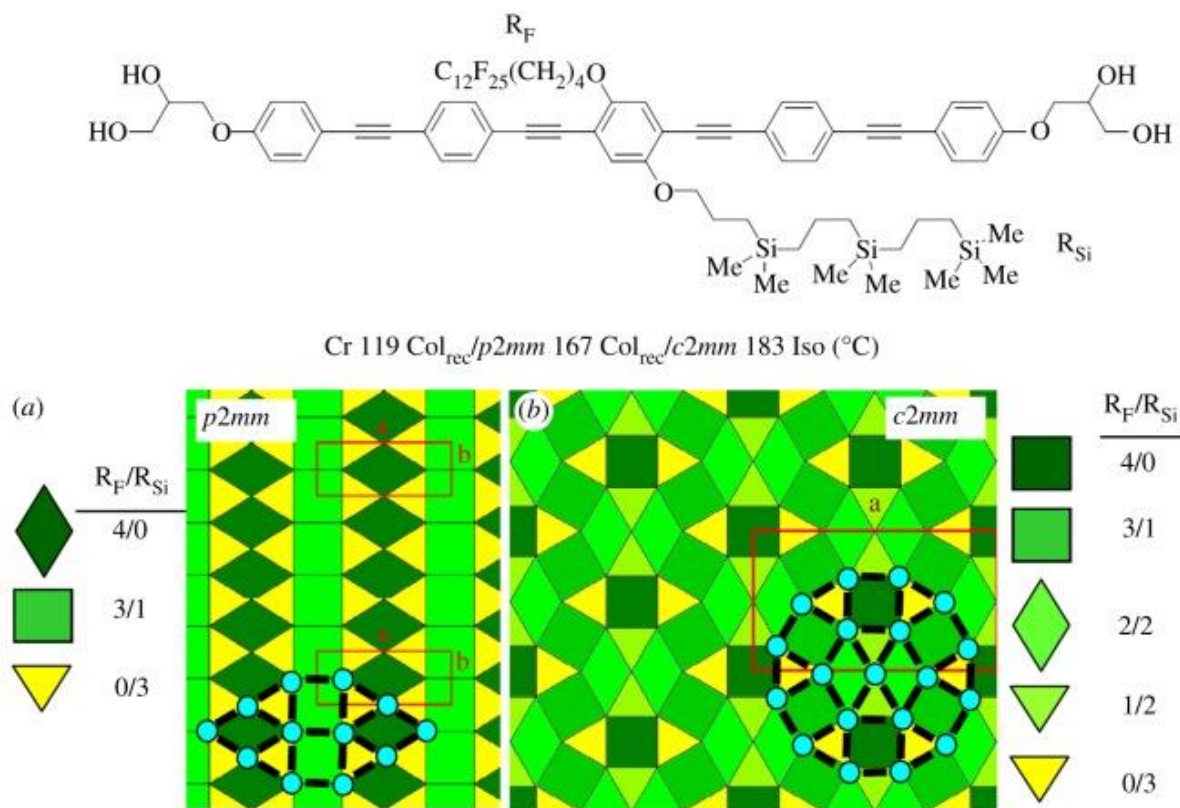 R_F
C₁₂F₂₅(CH₂)₄O
HO
HO
O
O
OH
OH
O
Si
Si
Si
Me
Me
Me
Me
Me
Me
Me
R_Si
Cr 119 Col_rec/p2mm 167 Col_rec/c2mm 183 Iso (°C)
(a)
p2mm
a
b
R_F/R_Si
4/0
3/1
0/3
a
b
(b)
c2mm
a
R_F/R_Si
4/0
3/1
2/2
1/2
0/3